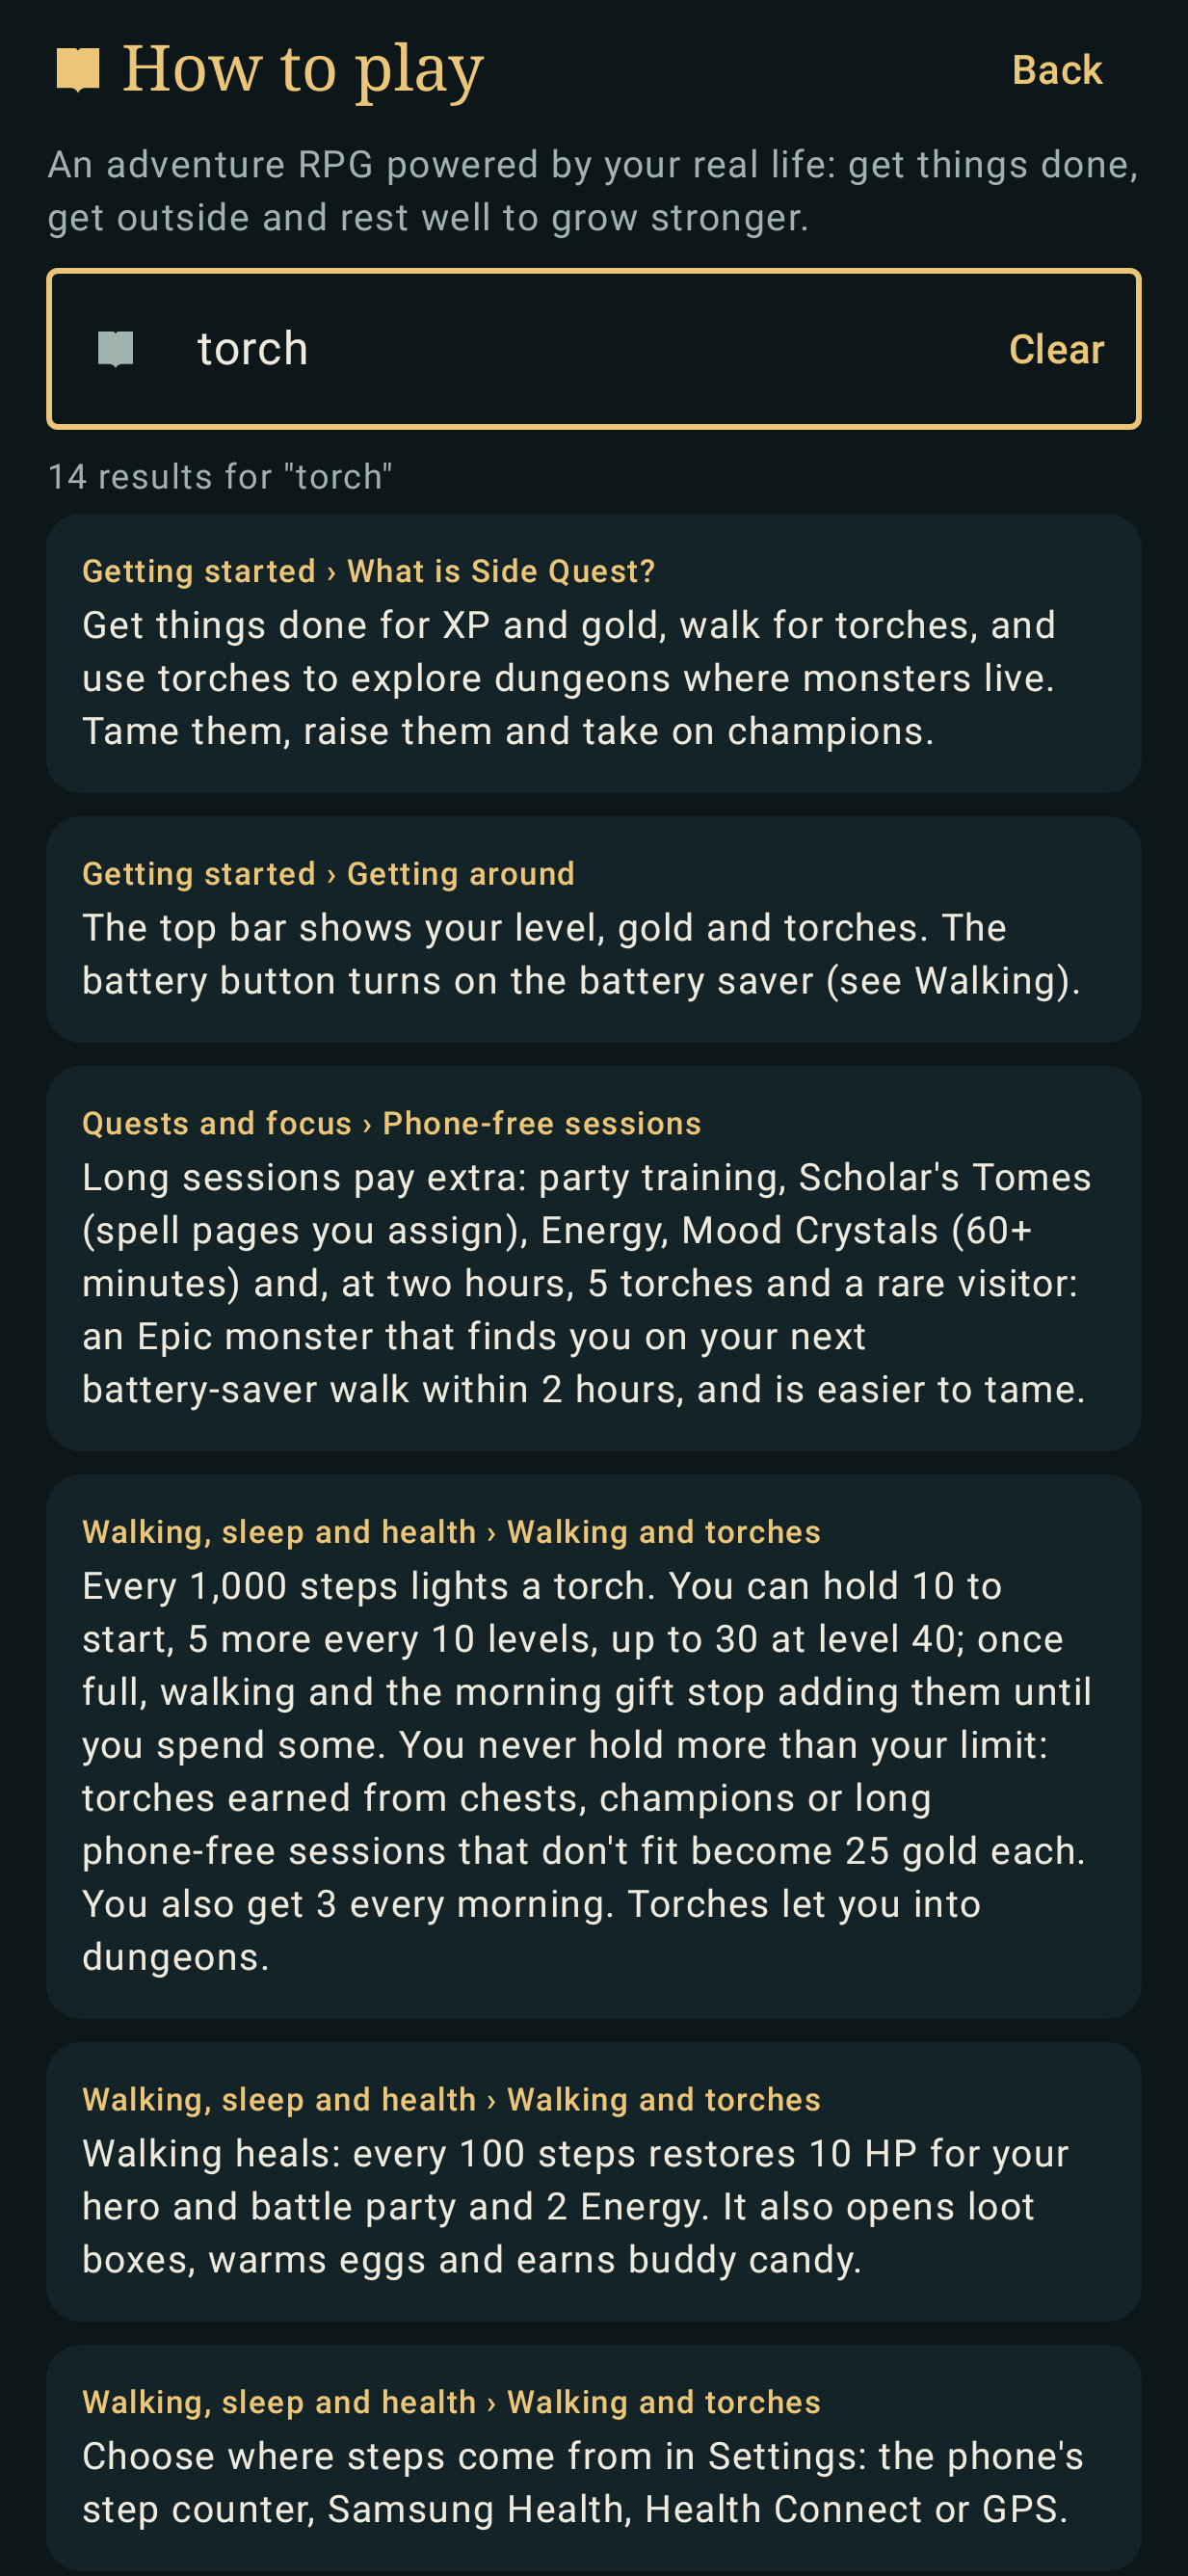 How to play
Back
An adventure RPG powered by your real life: get things done,
get outside and rest well to grow stronger.
torch
Clear
14 results for "torch"
Getting started › What is Side Quest?
Get things done for XP and gold, walk for torches, and
use torches to explore dungeons where monsters live.
Tame them, raise them and take on champions.
Getting started › Getting around
The top bar shows your level, gold and torches. The
battery button turns on the battery saver (see Walking).
Quests and focus › Phone-free sessions
Long sessions pay extra: party training, Scholar's Tomes
(spell pages you assign), Energy, Mood Crystals (60+
minutes) and, at two hours, 5 torches and a rare visitor:
an Epic monster that finds you on your next
battery-saver walk within 2 hours, and is easier to tame.
Walking, sleep and health › Walking and torches
Every 1,000 steps lights a torch. You can hold 10 to
start, 5 more every 10 levels, up to 30 at level 40; once
full, walking and the morning gift stop adding them until
you spend some. You never hold more than your limit:
torches earned from chests, champions or long
phone-free sessions that don't fit become 25 gold each.
You also get 3 every morning. Torches let you into
dungeons.
Walking, sleep and health › Walking and torches
Walking heals: every 100 steps restores 10 HP for your
hero and battle party and 2 Energy. It also opens loot
boxes, warms eggs and earns buddy candy.
Walking, sleep and health › Walking and torches
Choose where steps come from in Settings: the phone's
step counter, Samsung Health, Health Connect or GPS.